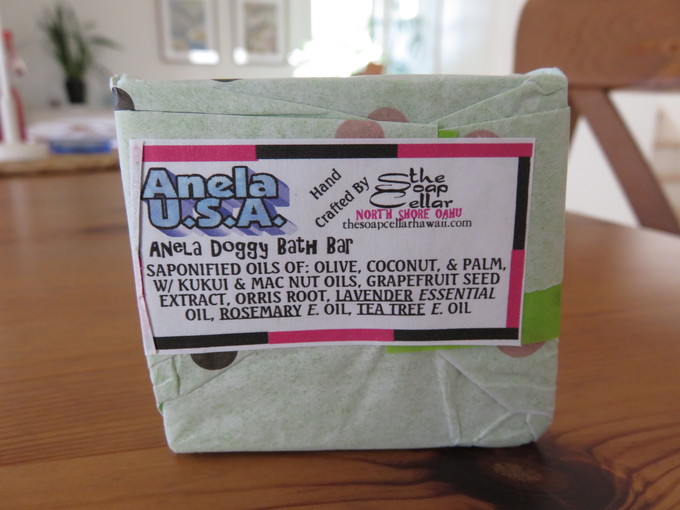 Anela
U.S.A.
Hand
Crafted By
the
Soap
Cellar
NORTH SHORE OAHU
thesoapcellarhawaii.com
Anela Doggy Bath Bar
SAPONIFIED OILS OF: OLIVE, COCONUT, & PALM,
W/ KUKUI & MAC NUT OILS, GRAPEFRUIT SEED
EXTRACT, ORRIS ROOT, LAVENDER ESSENTIAL
OIL, ROSEMARY E. OIL, TEA TREE E. OIL